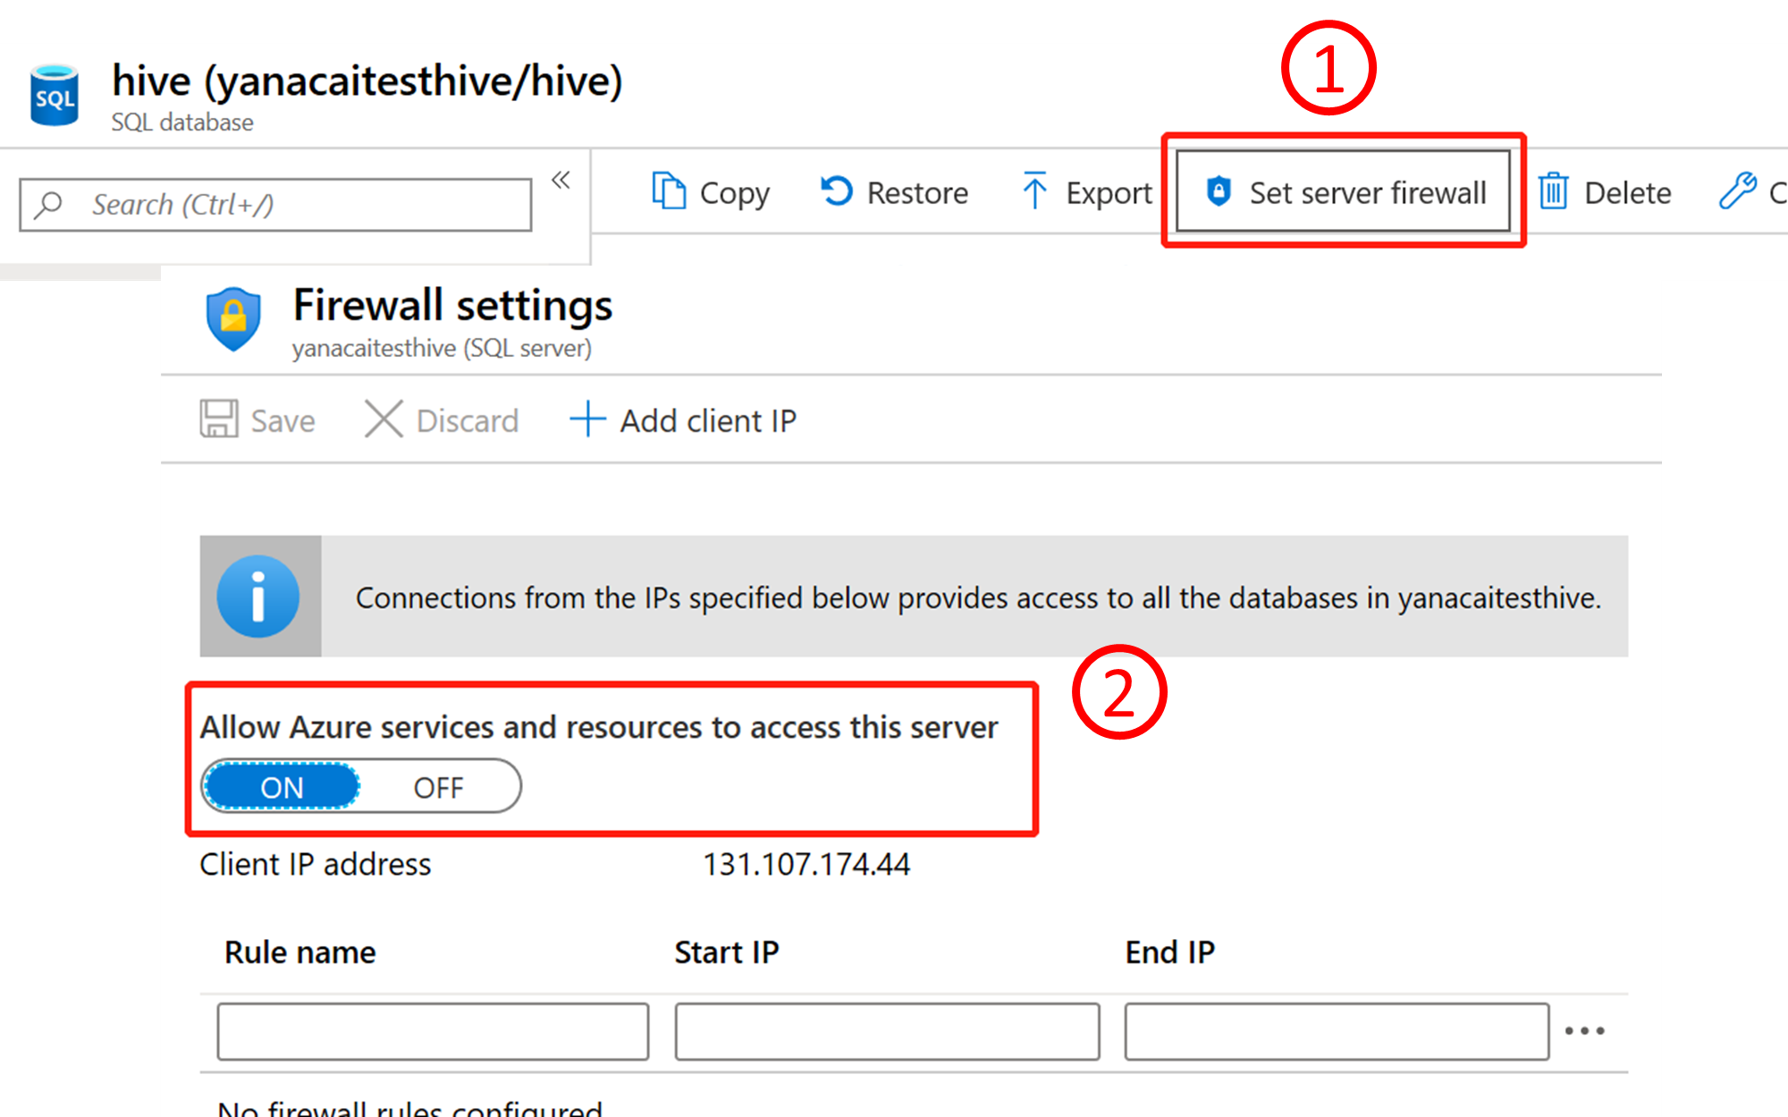 1
SQL
hive (yanacaitesthive/hive)
SQL database
Search (Ctrl+/)
«
Copy
Restore
Export
Set server firewall
Delete
C
Firewall settings
yanacaitesthive (SQL server)
Save
Discard
Add client IP
Connections from the IPs specified below provides access to all the databases in yanacaitesthive.
2
Allow Azure services and resources to access this server
ON
OFF
Client IP address
131.107.174.44
Rule name
Start IP
End IP
No firewall rules configured